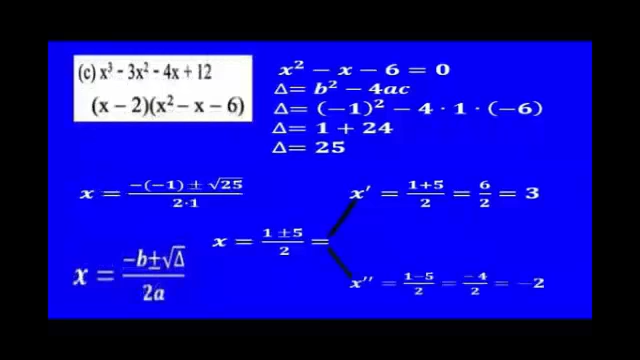 (c) x³ - 3x² - 4x + 12
(x − 2)(x² − x − 6)
x² − x − 6 = 0
Δ= b² − 4ac
Δ= (−1)² − 4 · 1 · (−6)
Δ= 1 + 24
Δ= 25
x = −(−1) ± √25 / 2·1
x = 1 ±5 / 2 =
x′ = 1+5 / 2 = 6 / 2 = 3
x′′ = 1−5 / 2 = −4 / 2 = −2
x = −b±√Δ / 2a